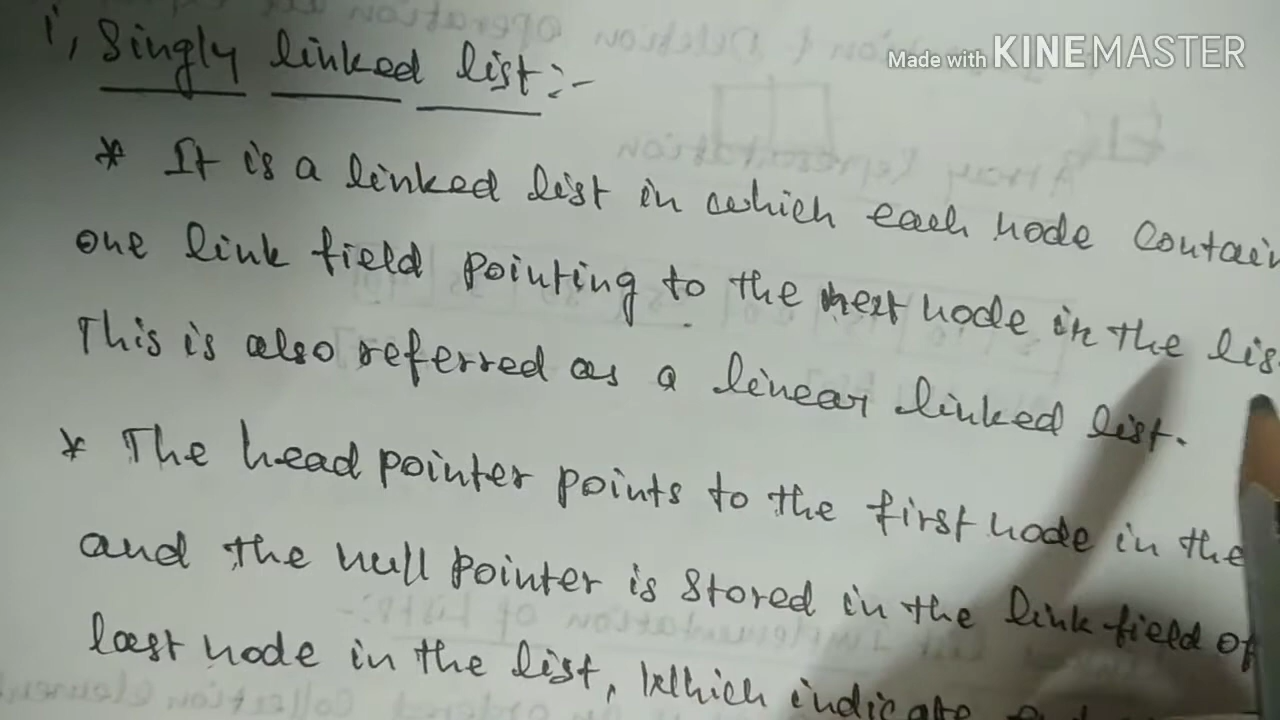 i, Singly linked list:-
Made with KINEMASTER
* It is a linked list in which each node contain
one link field pointing to the next node in the lis
This is also referred as a linear linked list.
* The head pointer points to the first node in the
and the null pointer is stored in the link field of
last node in the list, Which indicate